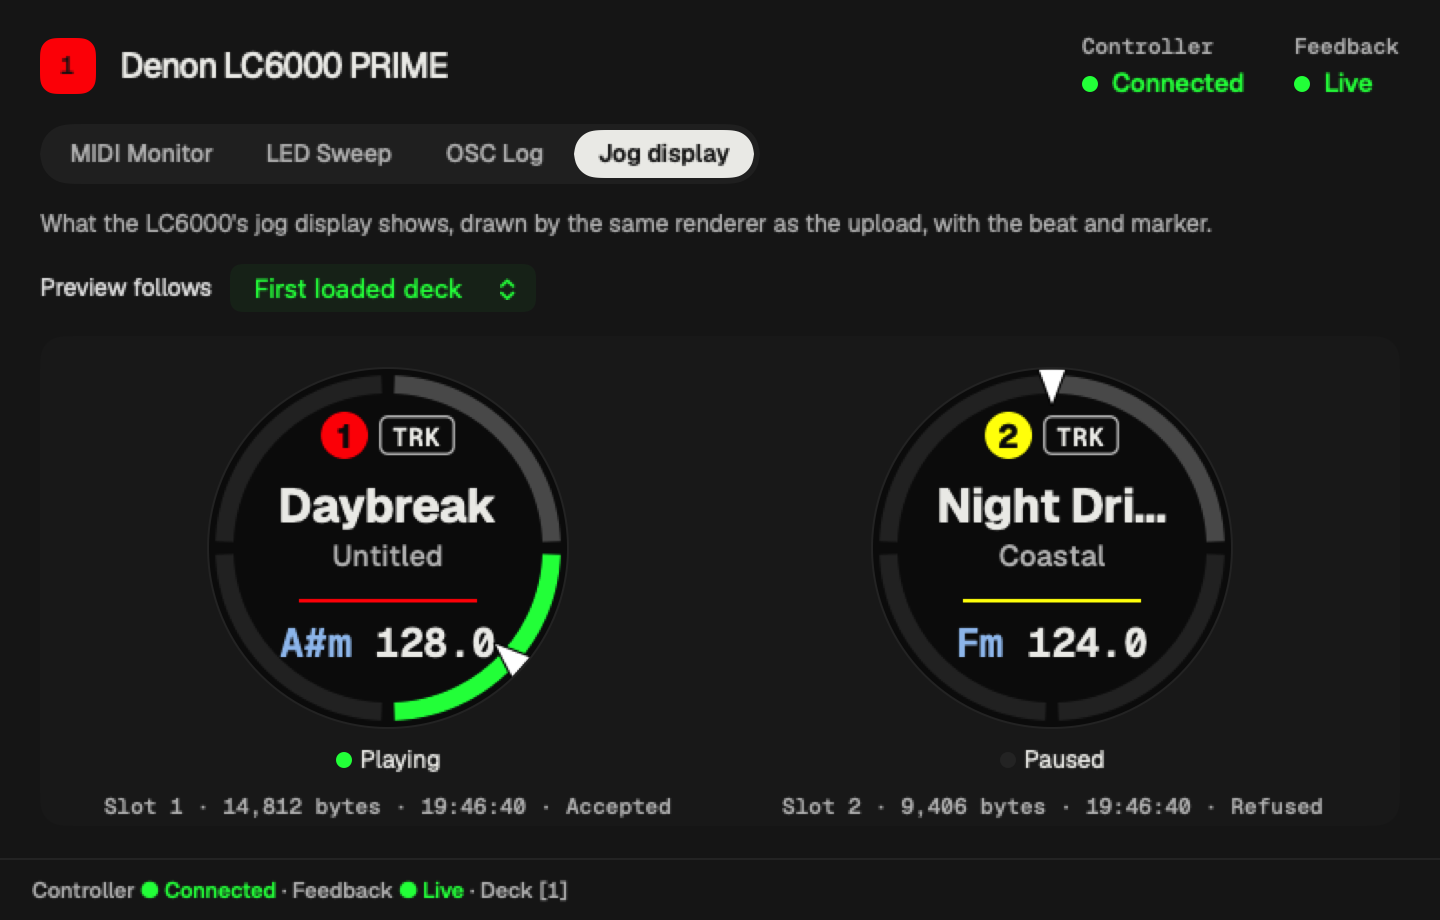 1
Denon LC6000 PRIME
Controller
Connected
Feedback
Live
MIDI Monitor
LED Sweep
OSC Log
Jog display
What the LC6000's jog display shows, drawn by the same renderer as the upload, with the beat and marker.
Preview follows
First loaded deck
1 TRK
Daybreak
Untitled
A#m 128.0
Playing
Slot 1 · 14,812 bytes · 19:46:40 · Accepted
2 TRK
Night Dri...
Coastal
Fm 124.0
Paused
Slot 2 · 9,406 bytes · 19:46:40 · Refused
Controller Connected · Feedback Live · Deck [1]